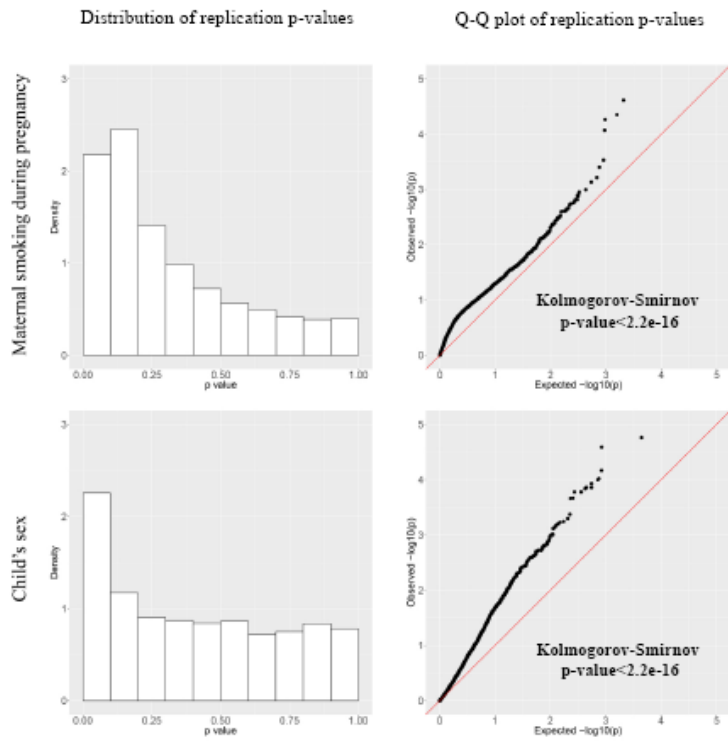 Distribution of replication p-values
Q-Q plot of replication p-values
Maternal smoking during pregnancy
3
2
1
0
Density
0.00 0.25 0.50 0.75 1.00
p value
5
4
3
2
1
0
Observed −log10(p)
Kolmogorov-Smirnov
p-value<2.2e-16
0 1 2 3 4 5
Expected −log10(p)
Child's sex
3
2
1
0
Density
0.00 0.25 0.50 0.75 1.00
p value
5
4
3
2
1
0
Observed −log10(p)
Kolmogorov-Smirnov
p-value<2.2e-16
0 1 2 3 4 5
Expected −log10(p)